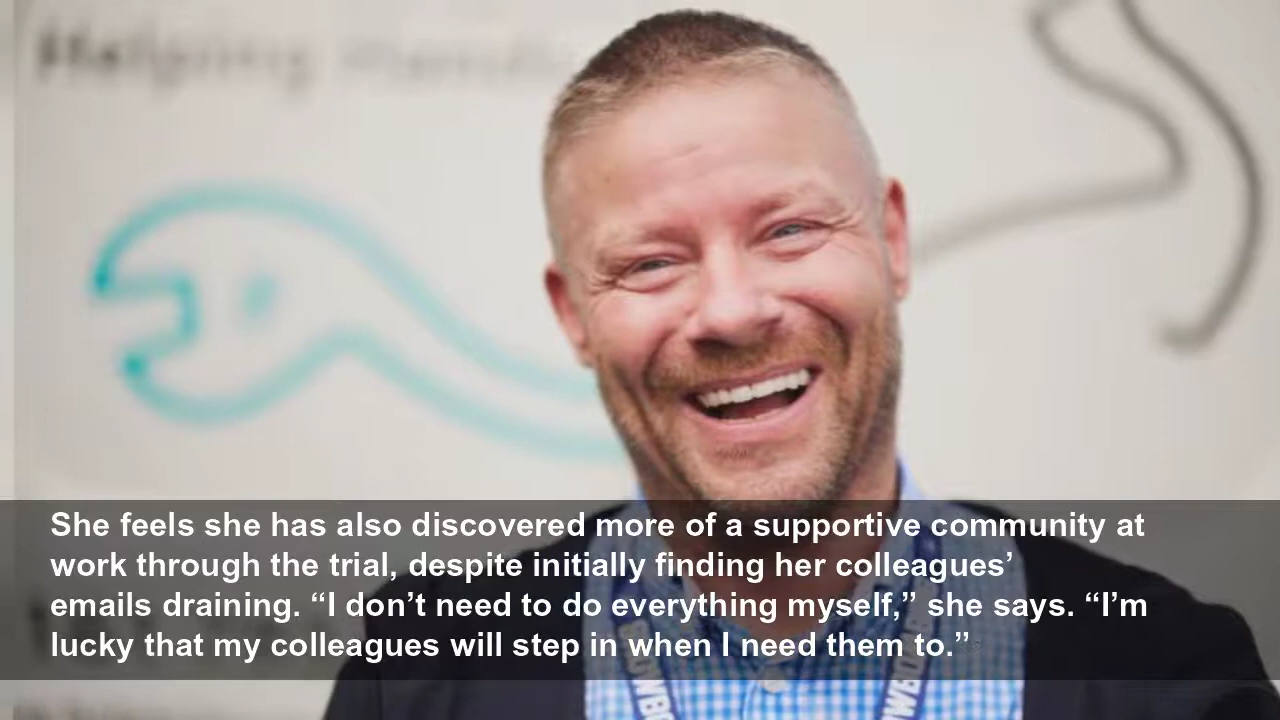 Helping Hands
She feels she has also discovered more of a supportive community at
work through the trial, despite initially finding her colleagues’
emails draining. “I don’t need to do everything myself,” she says. “I’m
lucky that my colleagues will step in when I need them to.”